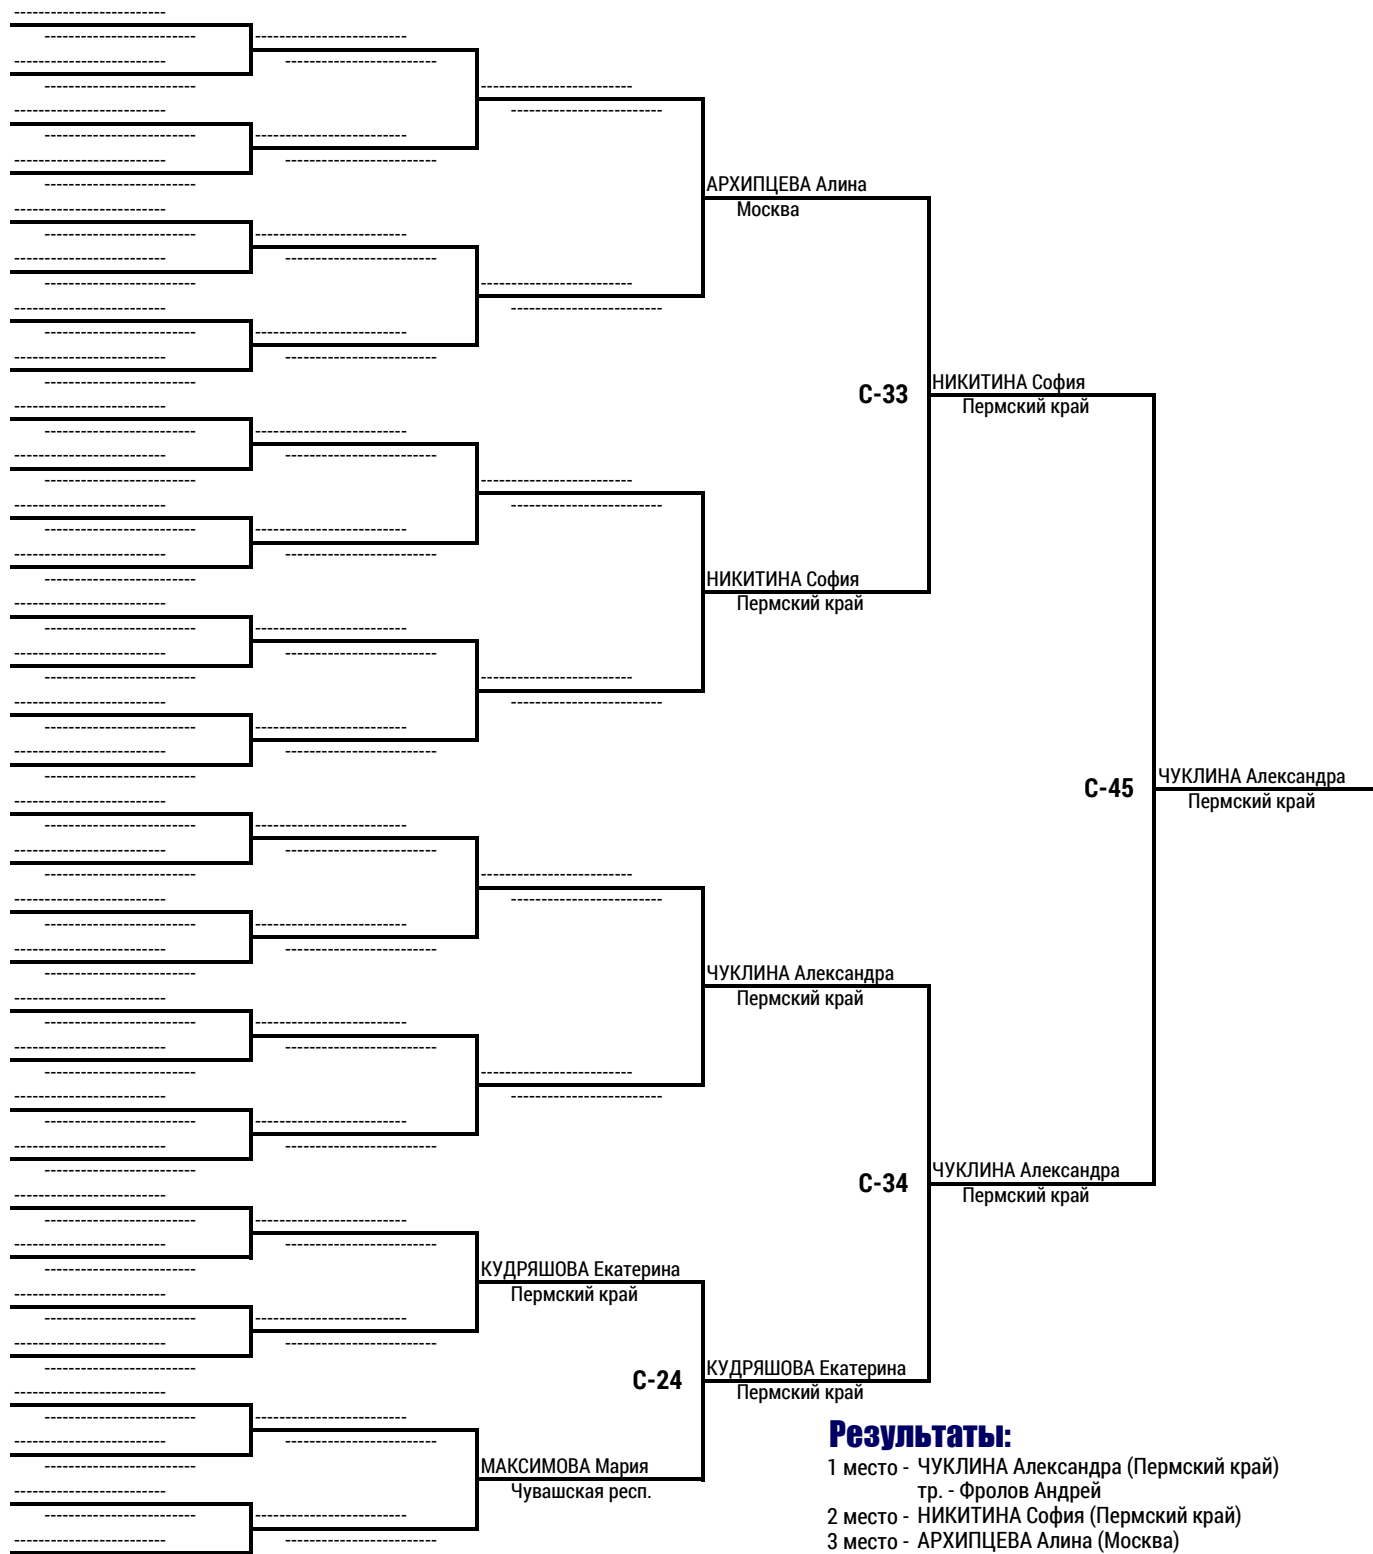 АРХИПЦЕВА Алина
Москва
С-33
НИКИТИНА София
Пермский край
НИКИТИНА София
Пермский край
С-45
ЧУКЛИНА Александра
Пермский край
ЧУКЛИНА Александра
Пермский край
С-34
ЧУКЛИНА Александра
Пермский край
КУДРЯШОВА Екатерина
Пермский край
С-24
КУДРЯШОВА Екатерина
Пермский край
МАКСИМОВА Мария
Чувашская респ.
Результаты:
1 место - ЧУКЛИНА Александра (Пермский край)
тр. - Фролов Андрей
2 место - НИКИТИНА София (Пермский край)
3 место - АРХИПЦЕВА Алина (Москва)